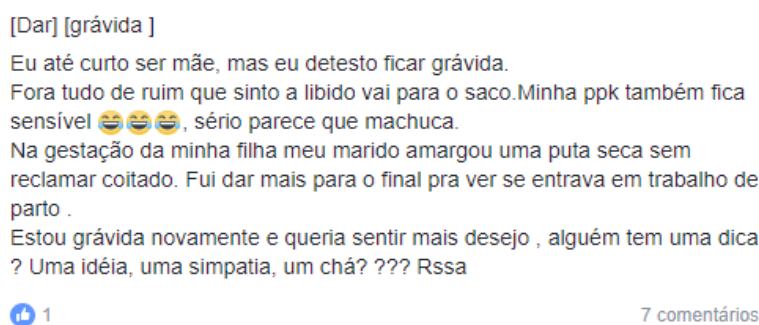 [Dar] [grávida ]
Eu até curto ser mãe, mas eu detesto ficar grávida.
Fora tudo de ruim que sinto a libido vai para o saco.Minha ppk também fica
sensível 😂😂😂, sério parece que machuca.
Na gestação da minha filha meu marido amargou uma puta seca sem
reclamar coitado. Fui dar mais para o final pra ver se entrava em trabalho de
parto .
Estou grávida novamente e queria sentir mais desejo , alguém tem uma dica
? Uma idéia, uma simpatia, um chá? ??? Rssa
1
7 comentários